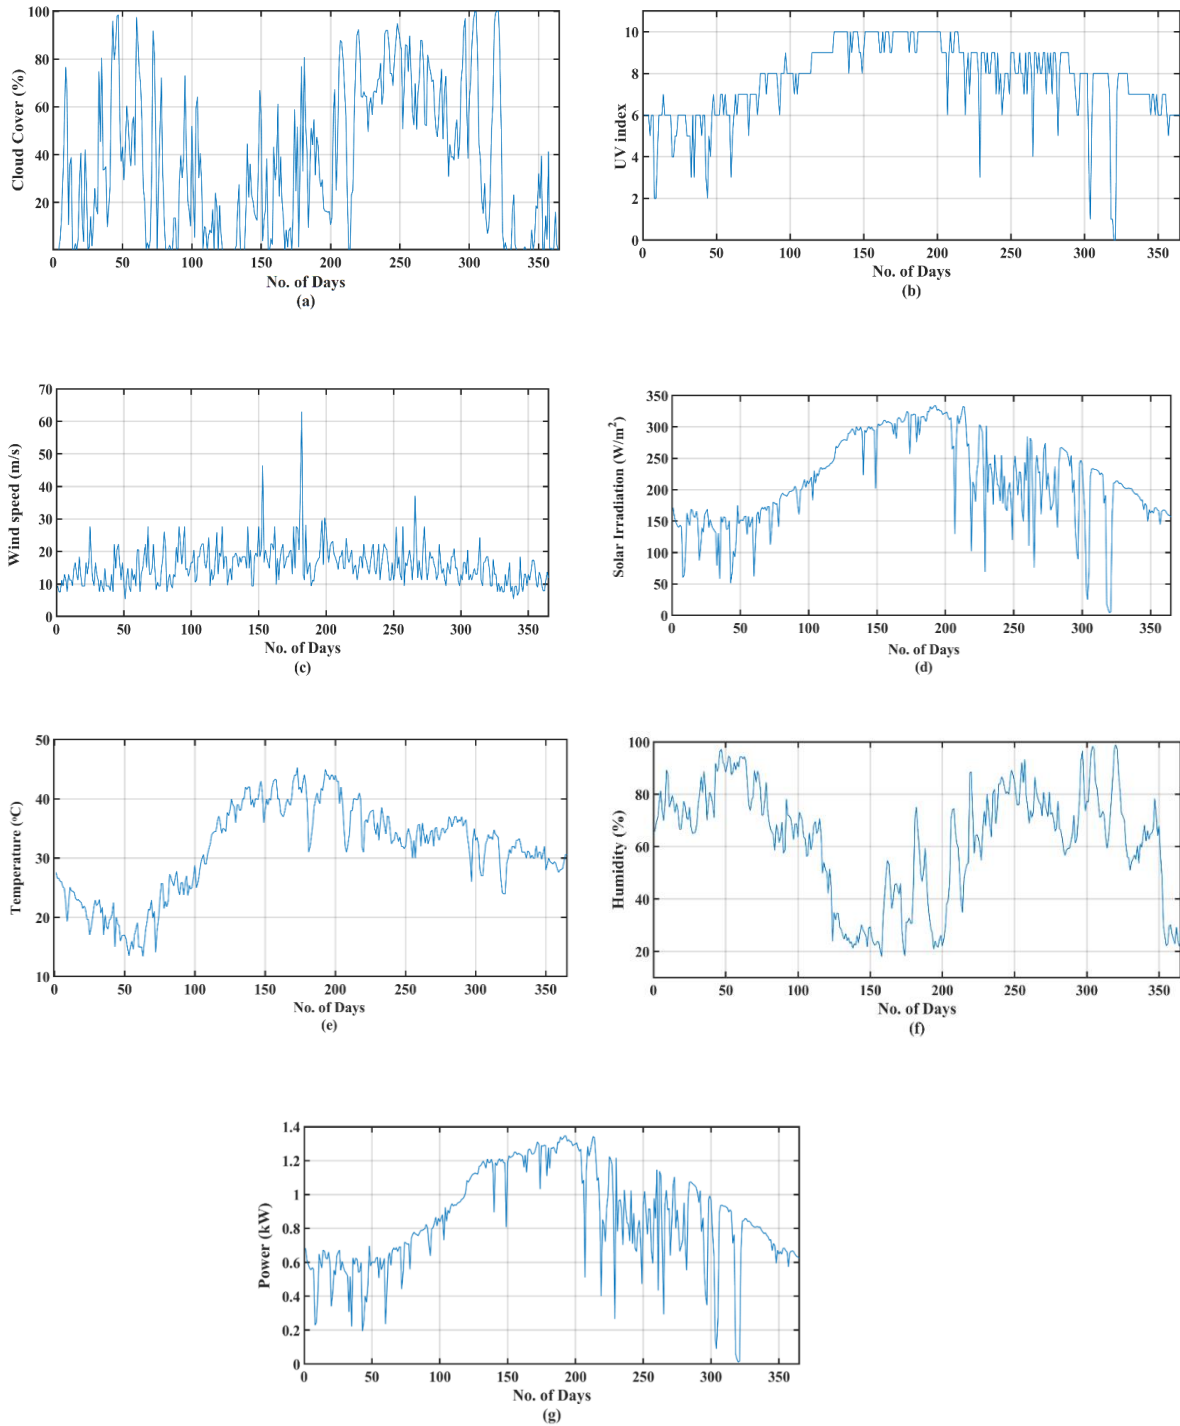 100
80
60
40
20
0 50 100 150 200 250 300 350
Cloud Cover (%)
No. of Days
(a)
10
8
6
4
2
0
0 50 100 150 200 250 300 350
UV index
No. of Days
(b)
70
60
50
40
30
20
10
0
0 50 100 150 200 250 300 350
Wind speed (m/s)
No. of Days
(c)
350
300
250
200
150
100
50
0
0 50 100 150 200 250 300 350
Solar Irradiation (W/m²)
No. of Days
(d)
50
40
30
20
10
0 50 100 150 200 250 300 350
Temperature (°C)
No. of Days
(e)
100
80
60
40
20
0 50 100 150 200 250 300 350
Humidity (%)
No. of Days
(f)
1.4
1.2
1
0.8
0.6
0.4
0.2
0
0 50 100 150 200 250 300 350
Power (kW)
No. of Days
(g)